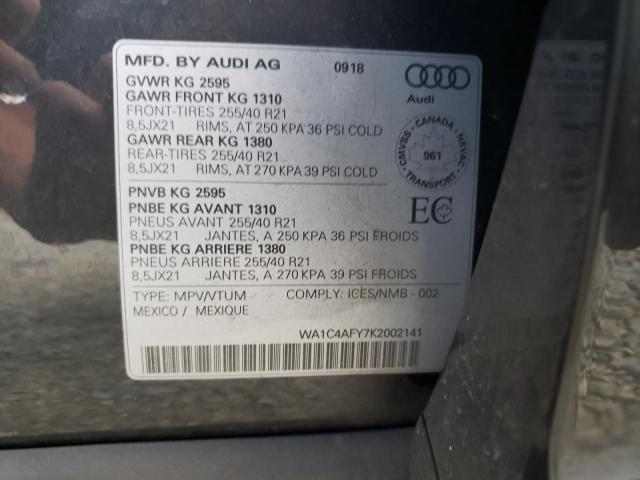 MFD. BY AUDI AG 0918
GVWR KG 2595
GAWR FRONT KG 1310
FRONT-TIRES 255/40 R21
8,5JX21 RIMS, AT 250 KPA 36 PSI COLD
GAWR REAR KG 1380
REAR-TIRES 255/40 R21
8,5JX21 RIMS, AT 270 KPA 39 PSI COLD
Audi
CMVSS - CANADA - NSVAC
961
TRANSPORT
PNVB KG 2595
PNBE KG AVANT 1310
PNEUS AVANT 255/40 R21
8,5JX21 JANTES, A 250 KPA 36 PSI FROIDS
PNBE KG ARRIERE 1380
PNEUS ARRIERE 255/40 R21
8,5JX21 JANTES, A 270 KPA 39 PSI FROIDS
EC
TYPE: MPV/VTUM COMPLY: ICES/NMB - 002
MEXICO / MEXIQUE
WA1C4AFY7K2002141